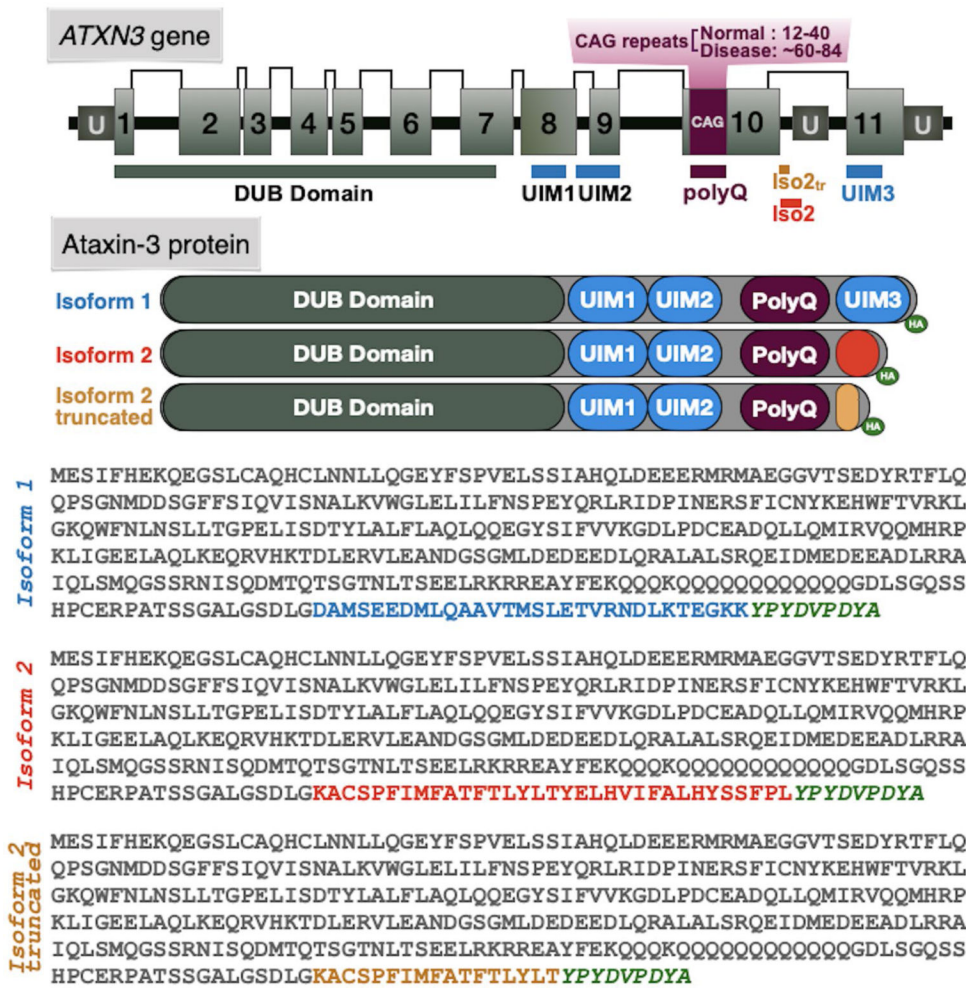 ATXN3 gene
CAG repeats
Normal : 12-40
Disease: ~60-84
U 1 2 3 4 5 6 7 8 9 CAG 10 U 11 U
DUB Domain UIM1 UIM2 polyQ Iso2tr UIM3
Iso2
Ataxin-3 protein
Isoform 1 DUB Domain UIM1 UIM2 PolyQ UIM3 HA
Isoform 2 DUB Domain UIM1 UIM2 PolyQ HA
Isoform 2 truncated DUB Domain UIM1 UIM2 PolyQ HA
Isoform 1
MESIFHEKQEGSLCAQHCLNNLLQGEYFSPVELSSIAHQLDEEERMRMAEGGVTSEDYRTFLQ
QPSGNMDDSGFFSIQVISNALKVWGLELILFNSPEYQRLRIDPINERSFICNYKEHWFTVRKL
GKQWFNLNSLLTGPELISDTYLALFLAQLQQEGYSIFVVKGDLPDCEADQLLQMIRVQQMHRP
KLIGEELAQLKEQRVHKTDLERVLEANDGSGMLDEDEEDLQRALALSRQEIDMEDEEADLRRA
IQLSMQGSSRNISQDMTQTSGTNLTSEELRKRREAYFEKQQQKQQQQQQQQQQQQGDLSGQSS
HPCERPATSSGALGSDLGDAMSEEDMLQAAVTMSLETVRNDLKTEGKKYPYDVPDYA
Isoform 2
MESIFHEKQEGSLCAQHCLNNLLQGEYFSPVELSSIAHQLDEEERMRMAEGGVTSEDYRTFLQ
QPSGNMDDSGFFSIQVISNALKVWGLELILFNSPEYQRLRIDPINERSFICNYKEHWFTVRKL
GKQWFNLNSLLTGPELISDTYLALFLAQLQQEGYSIFVVKGDLPDCEADQLLQMIRVQQMHRP
KLIGEELAQLKEQRVHKTDLERVLEANDGSGMLDEDEEDLQRALALSRQEIDMEDEEADLRRA
IQLSMQGSSRNISQDMTQTSGTNLTSEELRKRREAYFEKQQQKQQQQQQQQQQQQGDLSGQSS
HPCERPATSSGALGSDLGKACSPFIMFATFTLYLTYELHVIFALHYSSFPLYPYDVPDYA
Isoform 2 truncated
MESIFHEKQEGSLCAQHCLNNLLQGEYFSPVELSSIAHQLDEEERMRMAEGGVTSEDYRTFLQ
QPSGNMDDSGFFSIQVISNALKVWGLELILFNSPEYQRLRIDPINERSFICNYKEHWFTVRKL
GKQWFNLNSLLTGPELISDTYLALFLAQLQQEGYSIFVVKGDLPDCEADQLLQMIRVQQMHRP
KLIGEELAQLKEQRVHKTDLERVLEANDGSGMLDEDEEDLQRALALSRQEIDMEDEEADLRRA
IQLSMQGSSRNISQDMTQTSGTNLTSEELRKRREAYFEKQQQKQQQQQQQQQQQQGDLSGQSS
HPCERPATSSGALGSDLGKACSPFIMFATFTLYLTYPYDVPDYA